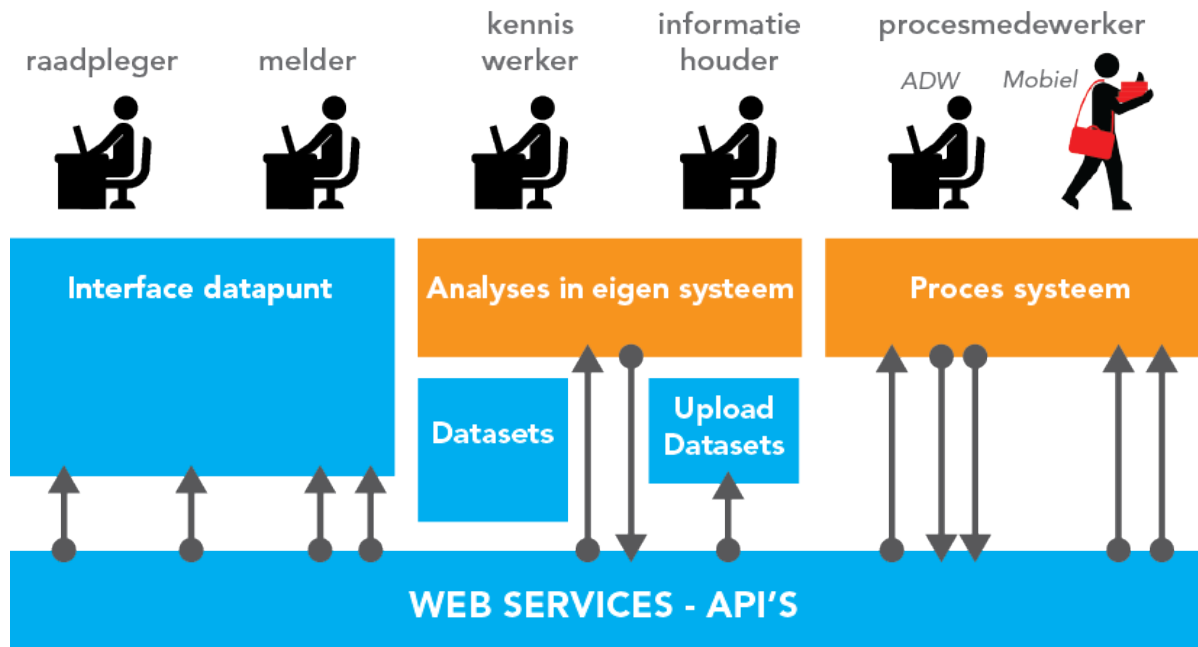 raadpleger
melder
kennis
werker
informatie
houder
procesmedewerker
ADW
Mobiel
Interface datapunt
Analyses in eigen systeem
Proces systeem
Datasets
Upload
Datasets
WEB SERVICES - API'S